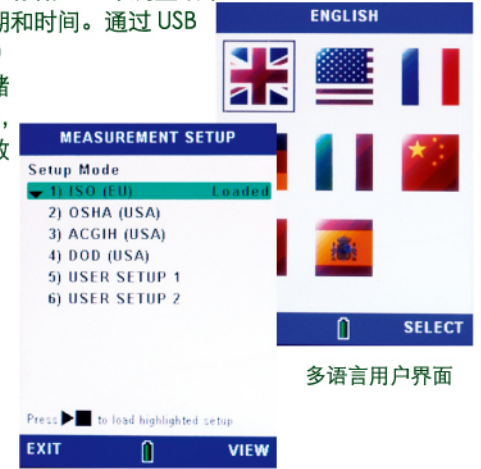 期和时间。通过 USB
储
，
ENGLISH
SELECT
多语言用户界面
MEASUREMENT SETUP
Setup Mode
1) ISO (EU) Loaded
2) OSHA (USA)
3) ACGIH (USA)
4) DOD (USA)
5) USER SETUP 1
6) USER SETUP 2
Press ▶■ to load highlighted setup
EXIT VIEW